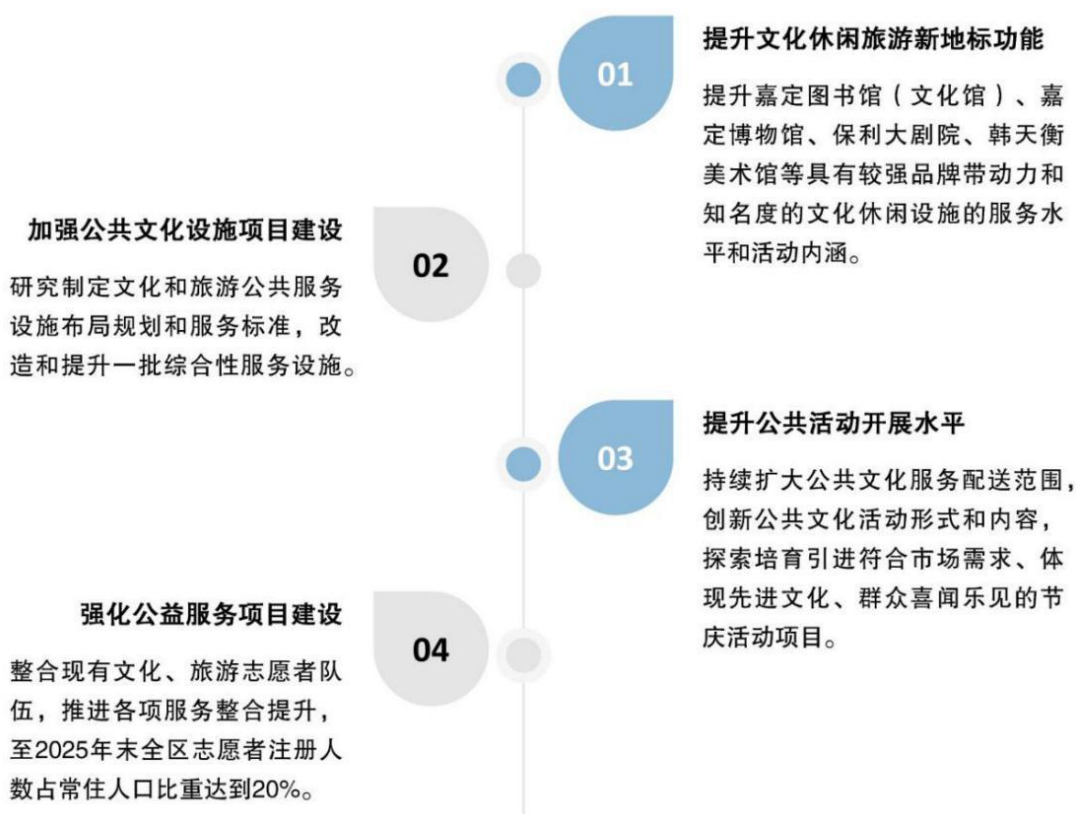 01
提升文化休闲旅游新地标功能
提升嘉定图书馆（文化馆）、嘉
定博物馆、保利大剧院、韩天衡
美术馆等具有较强品牌带动力和
知名度的文化休闲设施的服务水
平和活动内涵。
02
加强公共文化设施项目建设
研究制定文化和旅游公共服务
设施布局规划和服务标准，改
造和提升一批综合性服务设施。
03
提升公共活动开展水平
持续扩大公共文化服务配送范围，
创新公共文化活动形式和内容，
探索培育引进符合市场需求、体
现先进文化、群众喜闻乐见的节
庆活动项目。
04
强化公益服务项目建设
整合现有文化、旅游志愿者队
伍，推进各项服务整合提升，
至2025年末全区志愿者注册人
数占常住人口比重达到20%。